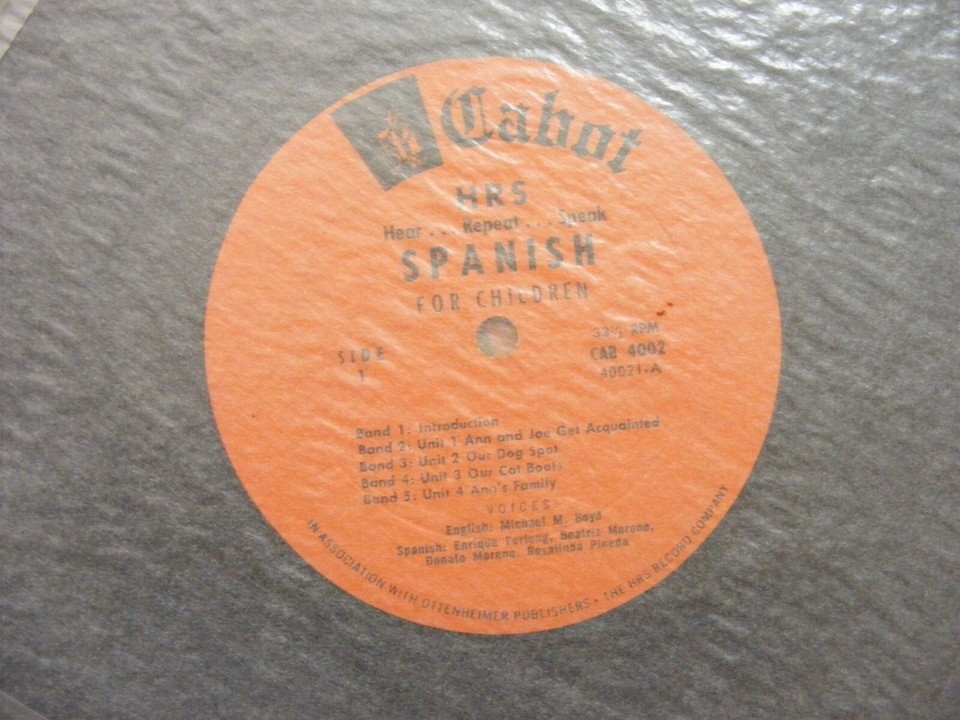 Cabot
HRS
Hear . . . Repeat . . . Speak
SPANISH
FOR CHILDREN
SIDE
1
33⅓ RPM
CAB 4002
40021-A
Band 1: Introduction
Band 2: Unit 1 Ann and Joe Get Acquainted
Band 3: Unit 2 Our Dog Spot
Band 4: Unit 3 Our Cat Boots
Band 5: Unit 4 Ann's Family
VOICES
English: Michael M. Boyd
Spanish: Enrique Furlong, Beatriz Moreno,
Donato Moreno, Rosalinda Pineda
IN ASSOCIATION WITH OTTENHEIMER PUBLISHERS • THE HRS RECORD COMPANY